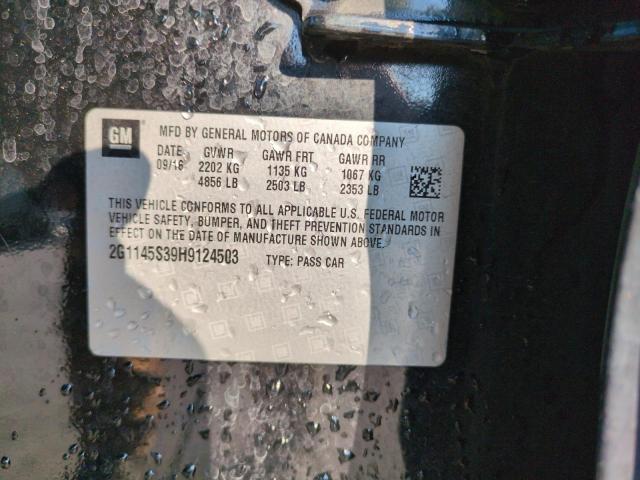 GM
MFD BY GENERAL MOTORS OF CANADA COMPANY
DATE GVWR GAWR FRT GAWR RR
09/16 2202 KG 1135 KG 1067 KG
4856 LB 2503 LB 2353 LB
THIS VEHICLE CONFORMS TO ALL APPLICABLE U.S. FEDERAL MOTOR
VEHICLE SAFETY, BUMPER, AND THEFT PREVENTION STANDARDS IN
EFFECT ON THE DATE OF MANUFACTURE SHOWN ABOVE.
2G1145S39H9124503 TYPE: PASS CAR